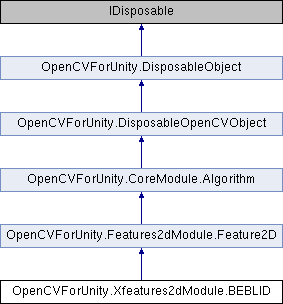 IDisposable
OpenCVForUnity.DisposableObject
OpenCVForUnity.DisposableOpenCVObject
OpenCVForUnity.CoreModule.Algorithm
OpenCVForUnity.Features2dModule.Feature2D
OpenCVForUnity.Xfeatures2dModule.BEBLID